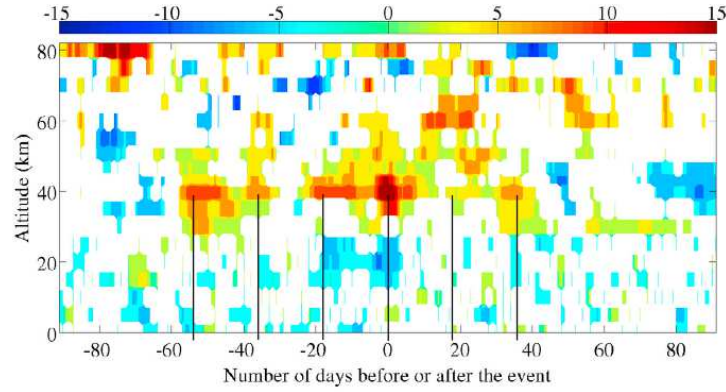 -15 -10 -5 0 5 10 15
80
60
40
20
0
Altitude (km)
-80 -60 -40 -20 0 20 40 60 80
Number of days before or after the event